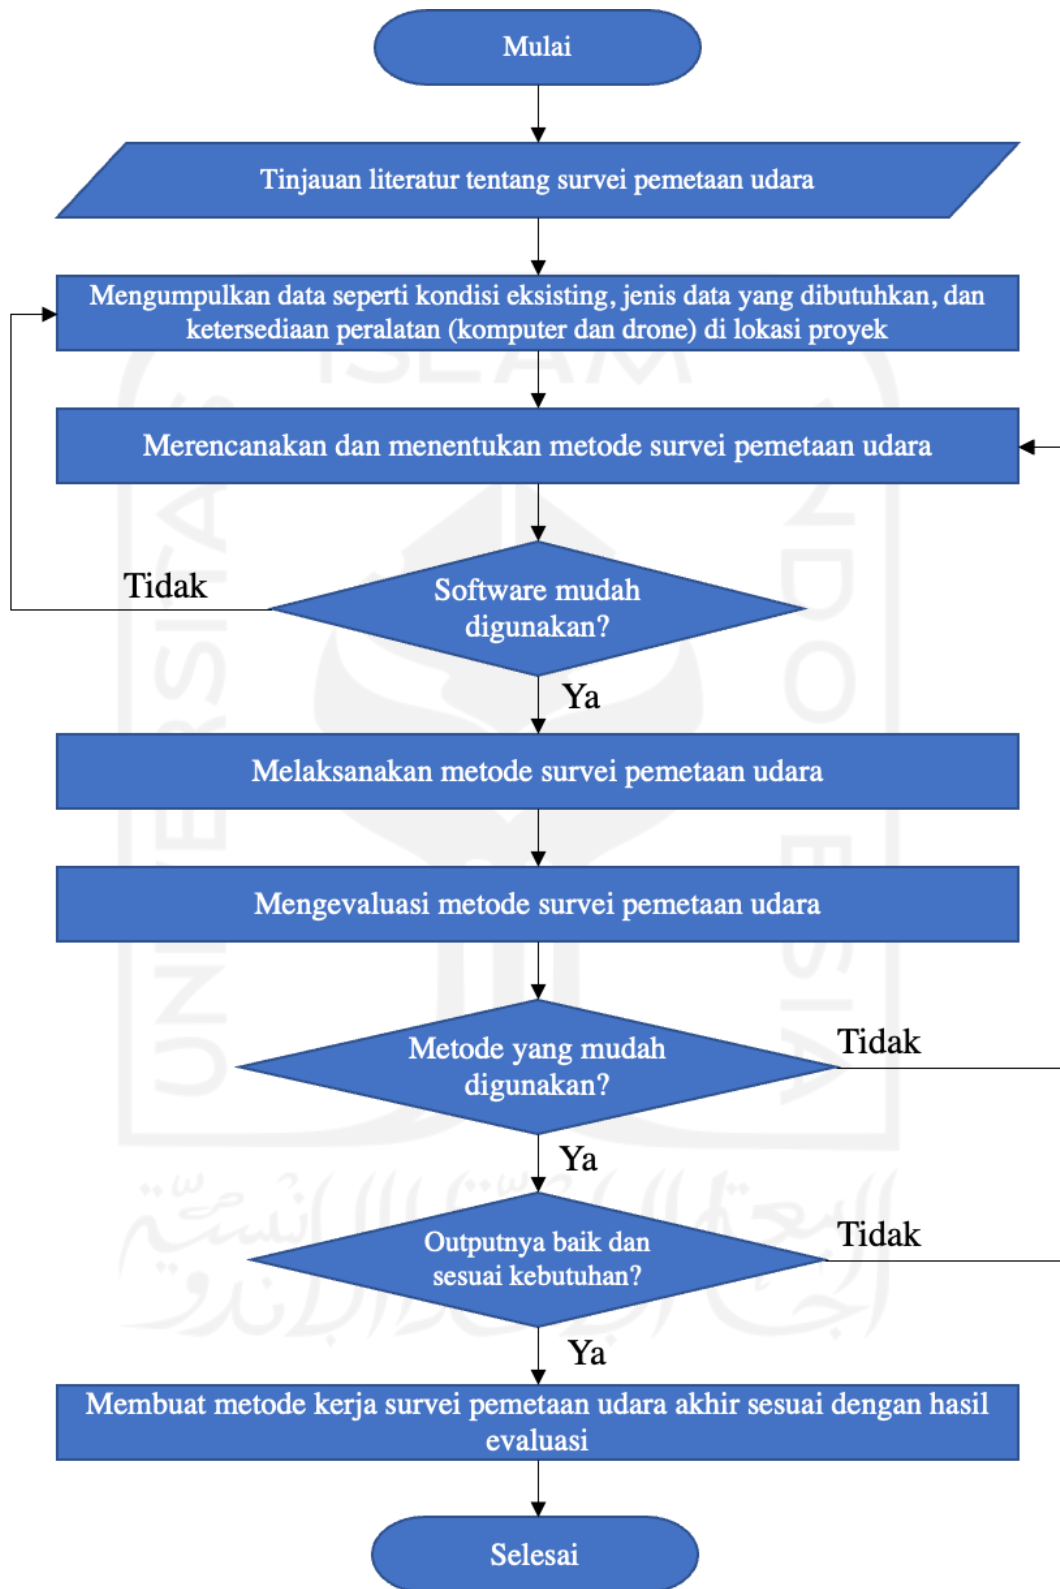 Mulai
Tinjauan literatur tentang survei pemetaan udara
Mengumpulkan data seperti kondisi eksisting, jenis data yang dibutuhkan, dan
ketersediaan peralatan (komputer dan drone) di lokasi proyek
ISLAM
Merencanakan dan menentukan metode survei pemetaan udara
Tidak
Software mudah
digunakan?
Ya
UNIVERSITAS
Melaksanakan metode survei pemetaan udara
Mengevaluasi metode survei pemetaan udara
Metode yang mudah
digunakan?
Tidak
Ya
Outputnya baik dan
sesuai kebutuhan?
Tidak
Ya
Membuat metode kerja survei pemetaan udara akhir sesuai dengan hasil
evaluasi
Selesai